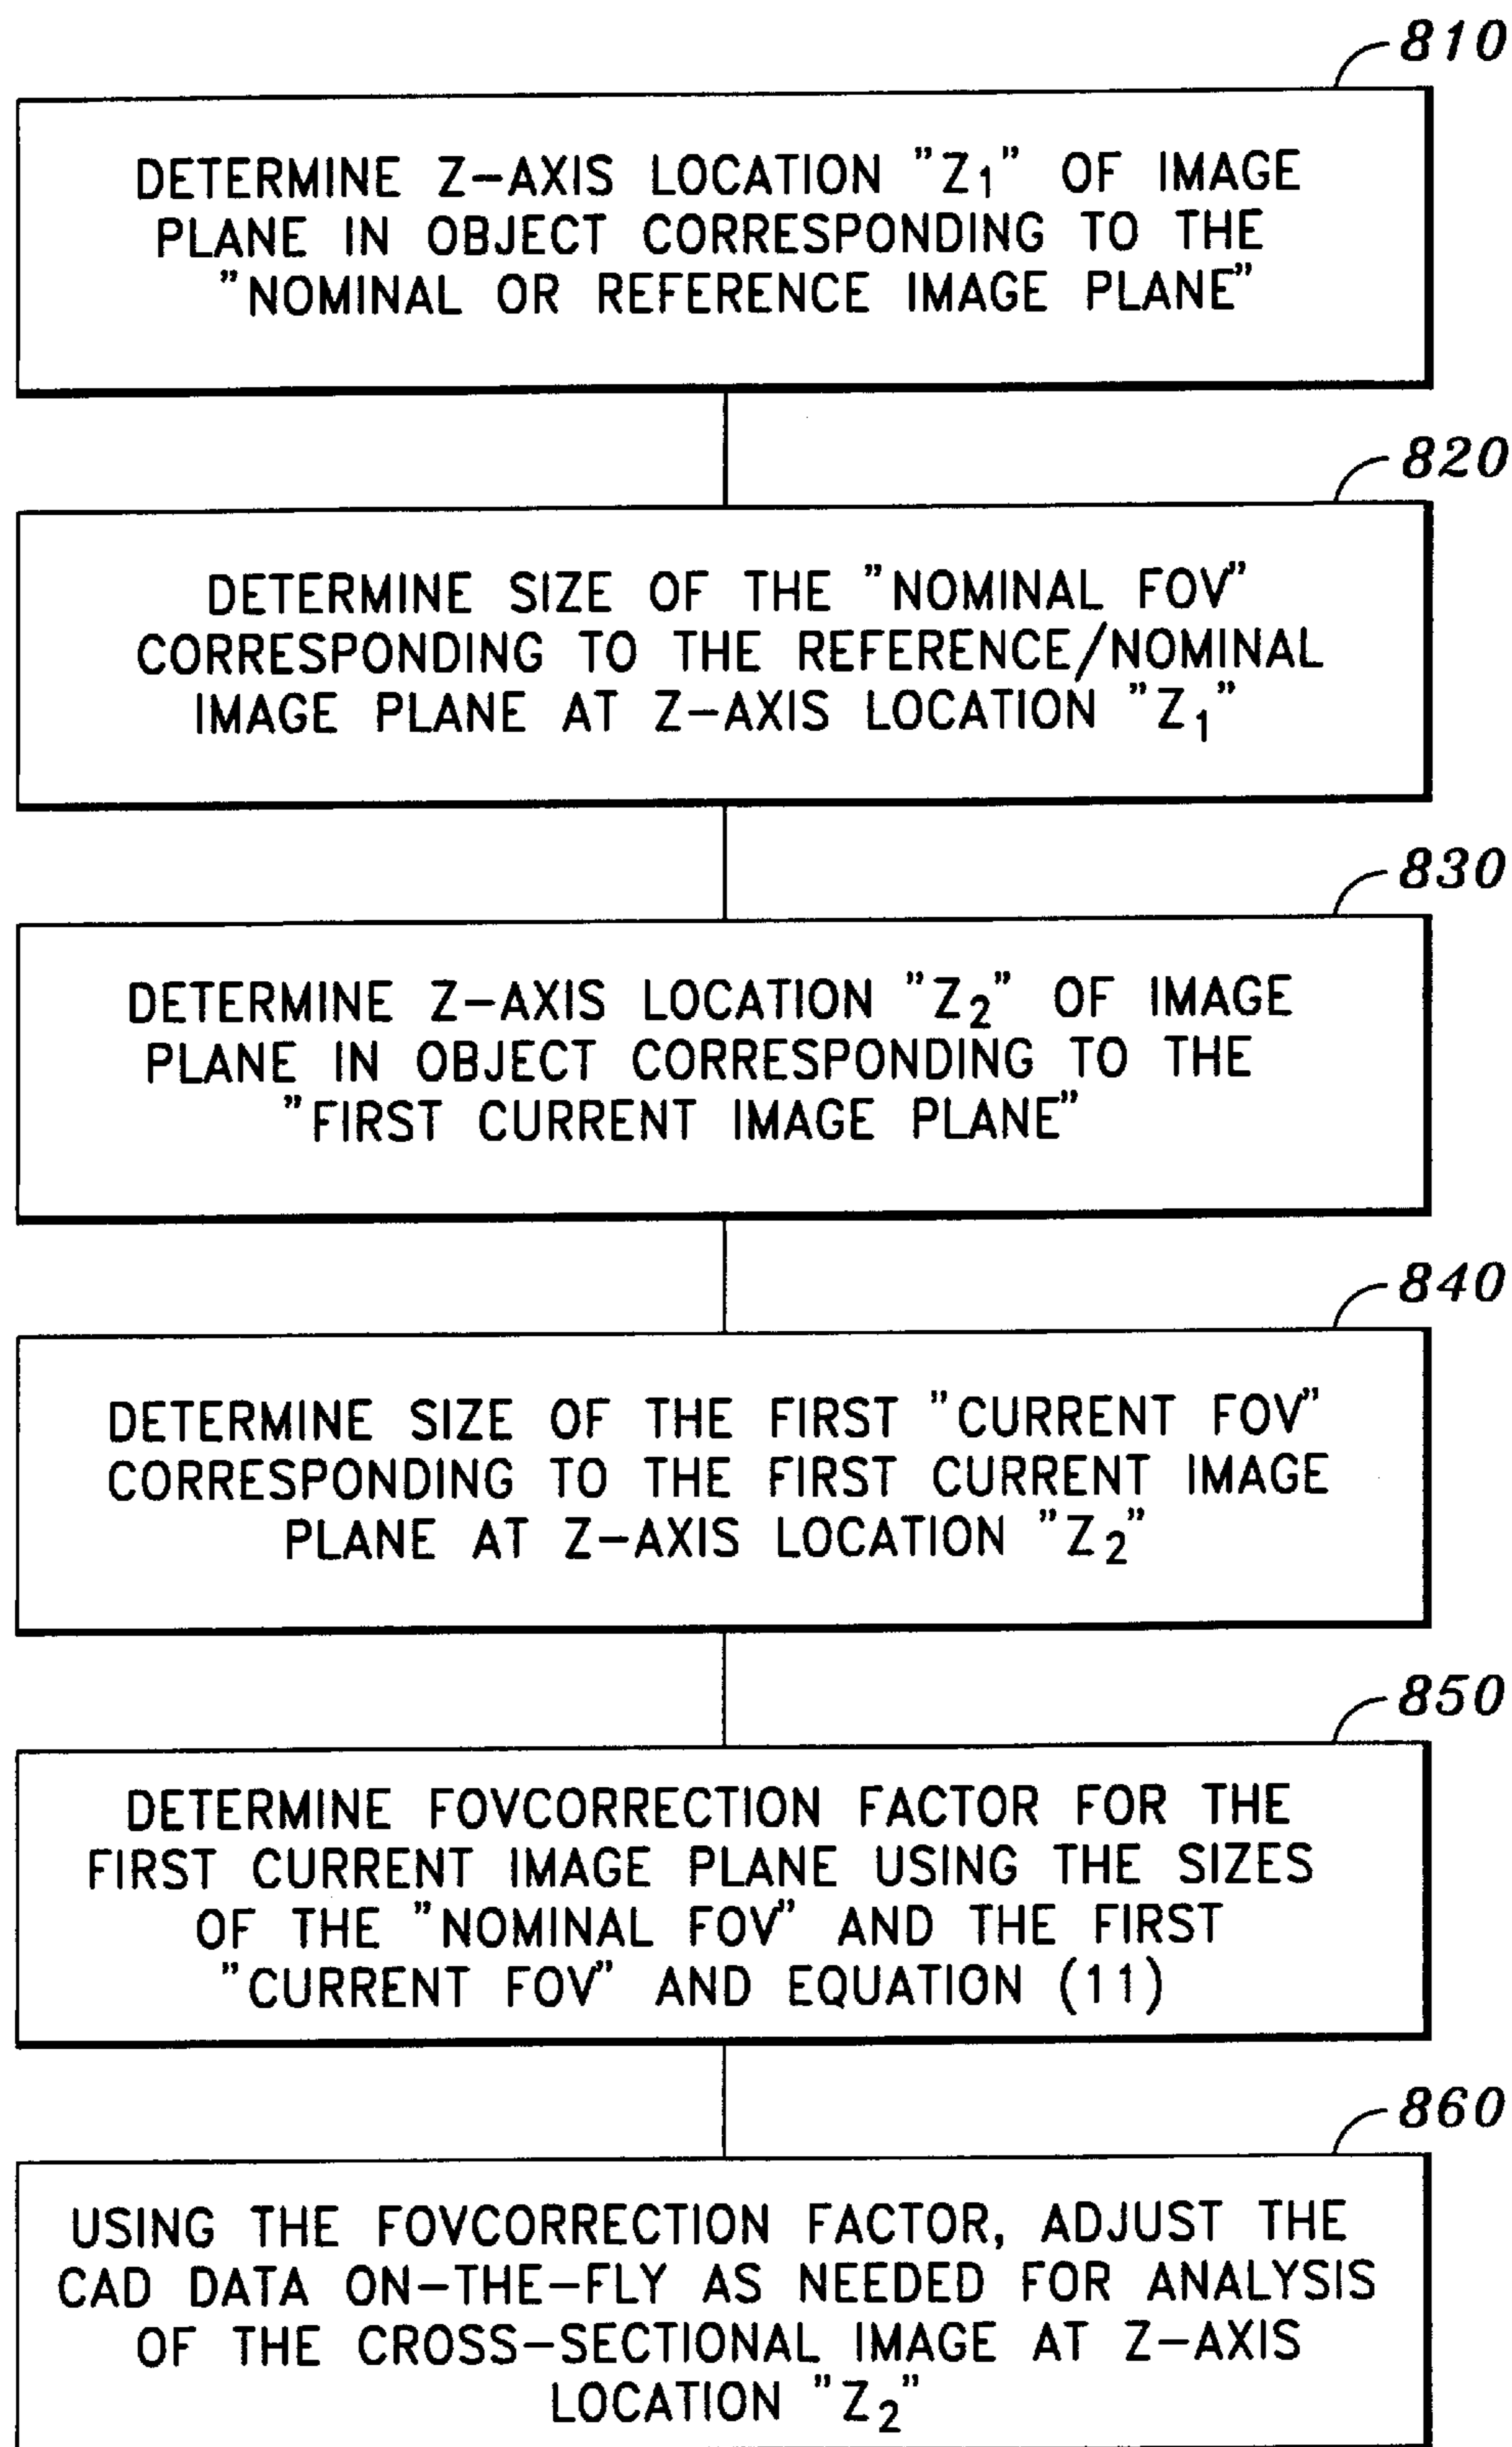 810
DETERMINE Z-AXIS LOCATION "Z1" OF IMAGE
PLANE IN OBJECT CORRESPONDING TO THE
"NOMINAL OR REFERENCE IMAGE PLANE"
820
DETERMINE SIZE OF THE "NOMINAL FOV"
CORRESPONDING TO THE REFERENCE/NOMINAL
IMAGE PLANE AT Z-AXIS LOCATION "Z1"
830
DETERMINE Z-AXIS LOCATION "Z2" OF IMAGE
PLANE IN OBJECT CORRESPONDING TO THE
"FIRST CURRENT IMAGE PLANE"
840
DETERMINE SIZE OF THE FIRST "CURRENT FOV"
CORRESPONDING TO THE FIRST CURRENT IMAGE
PLANE AT Z-AXIS LOCATION "Z2"
850
DETERMINE FOVCORRECTION FACTOR FOR THE
FIRST CURRENT IMAGE PLANE USING THE SIZES
OF THE "NOMINAL FOV" AND THE FIRST
"CURRENT FOV" AND EQUATION (11)
860
USING THE FOVCORRECTION FACTOR, ADJUST THE
CAD DATA ON-THE-FLY AS NEEDED FOR ANALYSIS
OF THE CROSS-SECTIONAL IMAGE AT Z-AXIS
LOCATION "Z2"